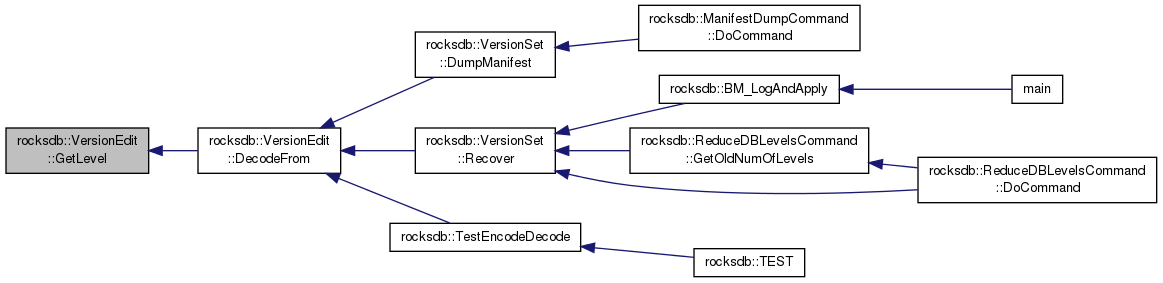 rocksdb::VersionEdit
::GetLevel
rocksdb::VersionEdit
::DecodeFrom
rocksdb::VersionSet
::DumpManifest
rocksdb::ManifestDumpCommand
::DoCommand
rocksdb::VersionSet
::Recover
rocksdb::BM_LogAndApply
main
rocksdb::ReduceDBLevelsCommand
::GetOldNumOfLevels
rocksdb::ReduceDBLevelsCommand
::DoCommand
rocksdb::TestEncodeDecode
rocksdb::TEST